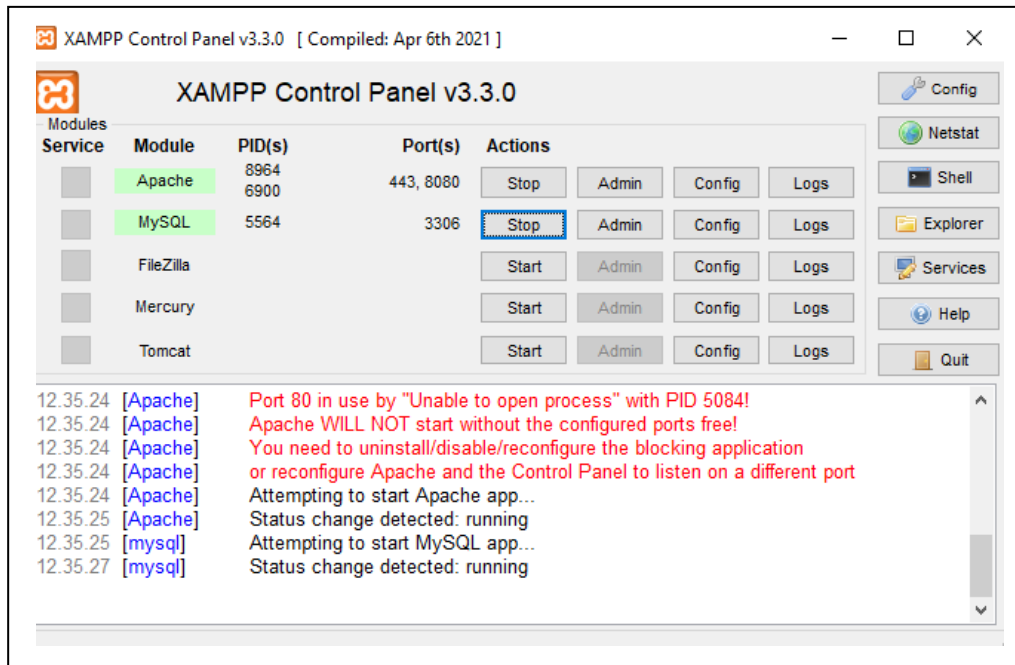 XAMPP Control Panel v3.3.0 [ Compiled: Apr 6th 2021 ]
XAMPP Control Panel v3.3.0
Config
Modules
Service Module PID(s) Port(s) Actions
Netstat
Apache 8964 6900 443, 8080 Stop Admin Config Logs
Shell
MySQL 5564 3306 Stop Admin Config Logs
Explorer
FileZilla Start Admin Config Logs
Services
Mercury Start Admin Config Logs
Help
Tomcat Start Admin Config Logs
Quit
12.35.24 [Apache] Port 80 in use by "Unable to open process" with PID 5084!
12.35.24 [Apache] Apache WILL NOT start without the configured ports free!
12.35.24 [Apache] You need to uninstall/disable/reconfigure the blocking application
12.35.24 [Apache] or reconfigure Apache and the Control Panel to listen on a different port
12.35.24 [Apache] Attempting to start Apache app...
12.35.25 [Apache] Status change detected: running
12.35.25 [mysql] Attempting to start MySQL app...
12.35.27 [mysql] Status change detected: running